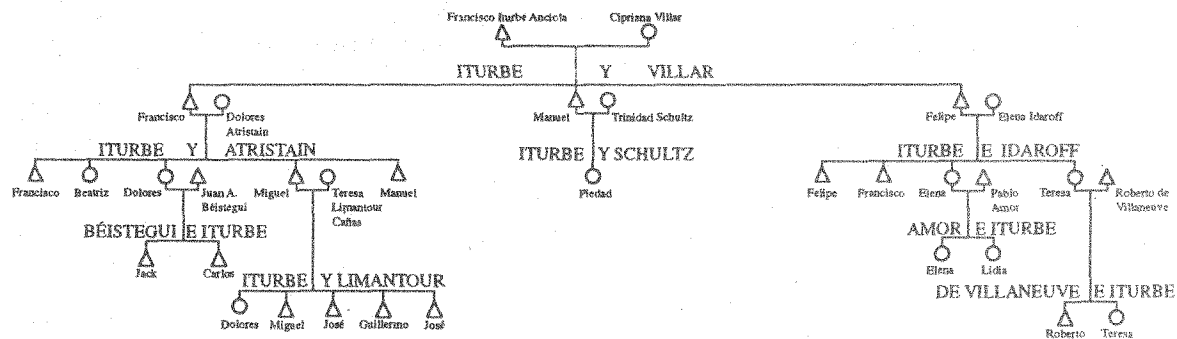 Francisco Iturbe Anciola Cipriana Villar
ITURBE Y VILLAR
Francisco Dolores Atristain Manuel Trinidad Schultz Felipe Elena Idaroff
ITURBE Y ATRISTAIN ITURBE Y SCHULTZ ITURBE E IDAROFF
Francisco Beatriz Dolores Juan A. Béistegui Miguel Teresa Limantour Cañas Manuel Piedad Felipe Francisco Elena Pablo Amor Teresa Roberto de Villaneuve
BÉISTEGUI E ITURBE AMOR E ITURBE
Jack Carlos Elena Lidia
ITURBE Y LIMANTOUR DE VILLANEUVE E ITURBE
Dolores Miguel José Guillermo José Roberto Teresa